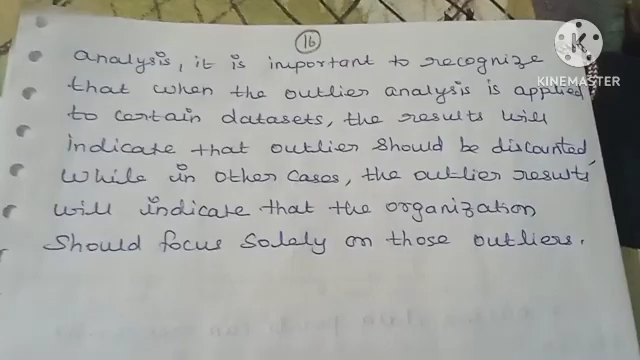 16
analysis, it is important to recognize
that when the outlier analysis is applied
to certain datasets, the results will
indicate that outlier should be discounted,
While in other cases, the outlier results
will indicate that the organization
should focus solely on those outliers.
K
KINEMASTER